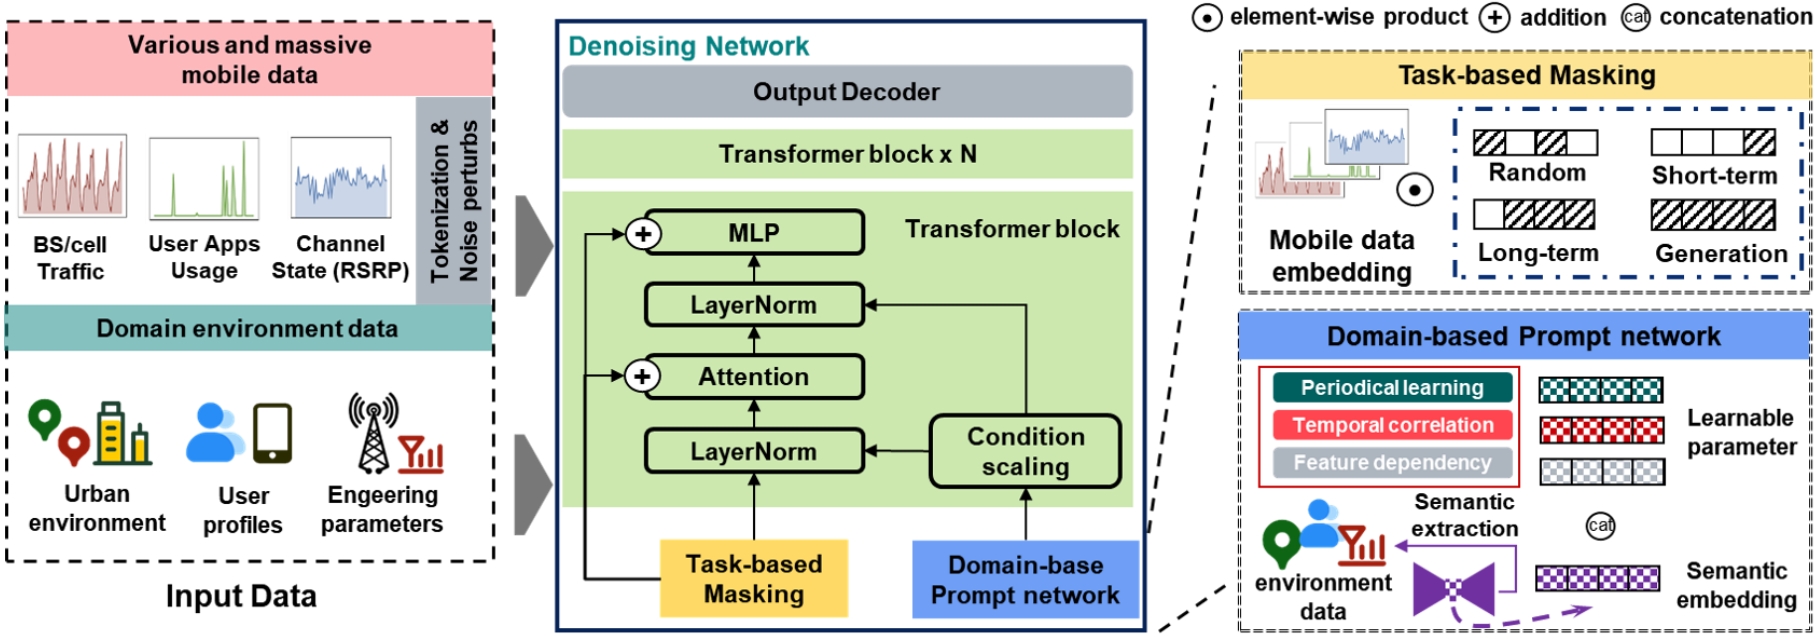 element-wise product
addition
cat concatenation
Various and massive
mobile data
BS/cell
Traffic
User Apps
Usage
Channel
State (RSRP)
Tokenization &
Noise perturbs
Domain environment data
Urban
environment
User
profiles
Engeering
parameters
Input Data
Denoising Network
Output Decoder
Transformer block x N
Transformer block
MLP
LayerNorm
Attention
LayerNorm
Condition
scaling
Task-based
Masking
Domain-base
Prompt network
Task-based Masking
Mobile data
embedding
Random
Short-term
Long-term
Generation
Domain-based Prompt network
Periodical learning
Temporal correlation
Feature dependency
Learnable
parameter
Semantic
extraction
cat
environment
data
Semantic
embedding